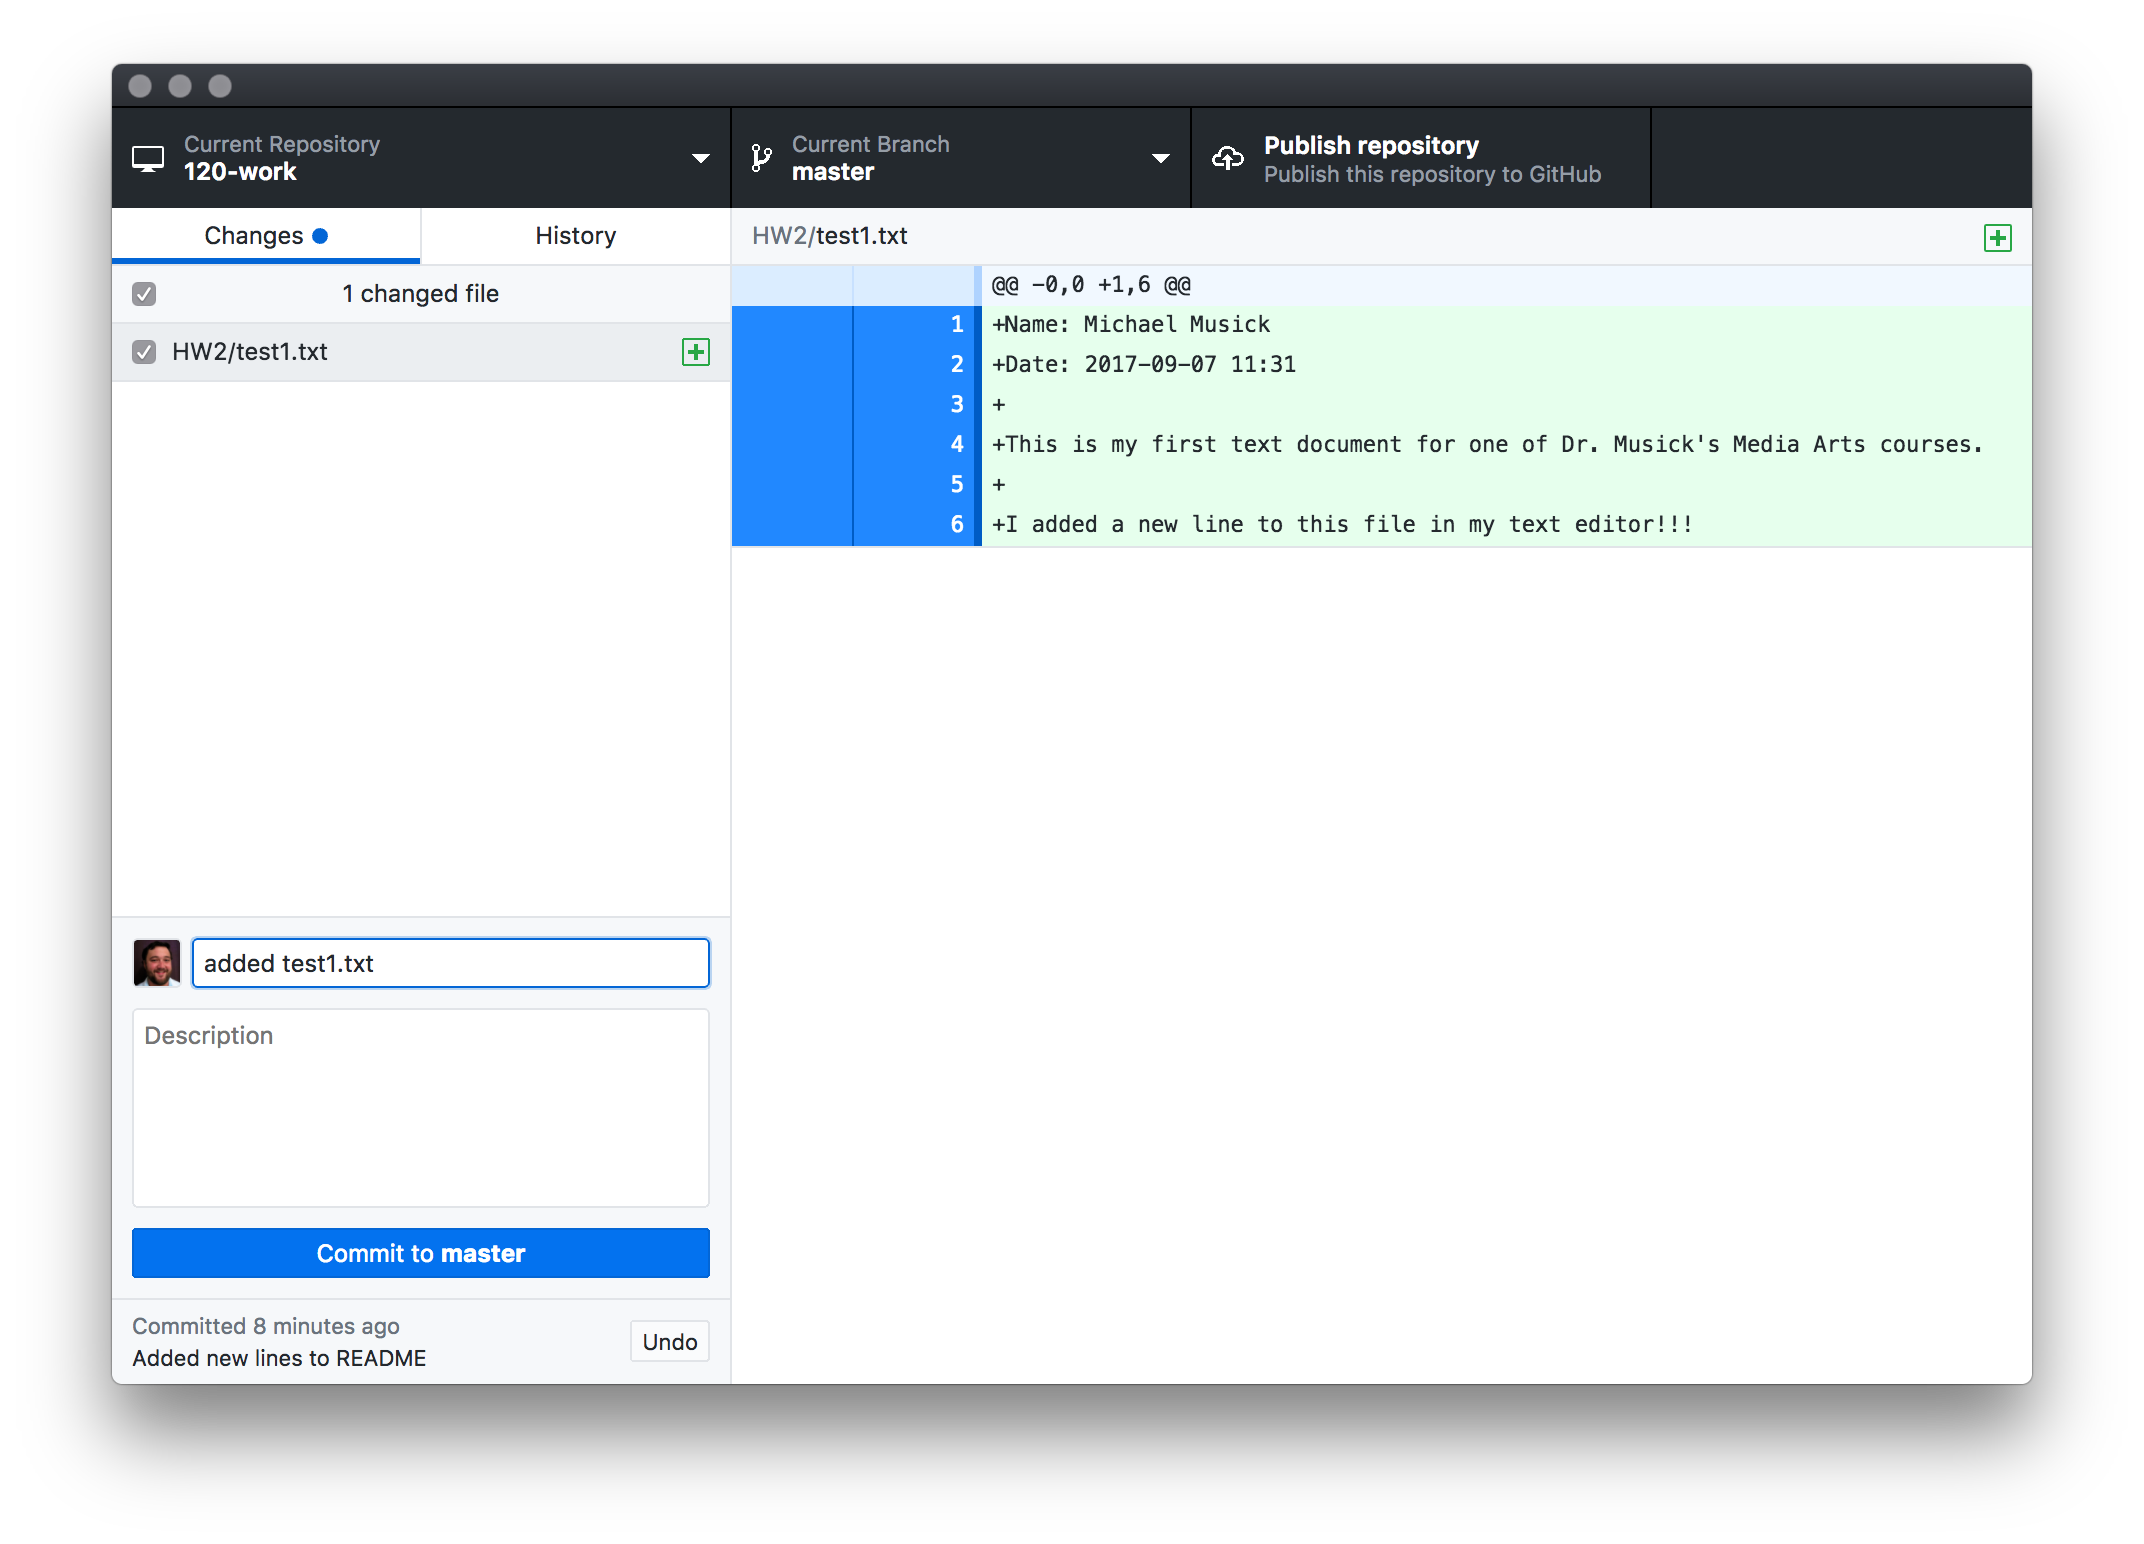 Current Repository
120-work
Current Branch
master
Publish repository
Publish this repository to GitHub
Changes
History
1 changed file
HW2/test1.txt
HW2/test1.txt
@@ -0,0 +1,6 @@
1 +Name: Michael Musick
2 +Date: 2017-09-07 11:31
3 +
4 +This is my first text document for one of Dr. Musick's Media Arts courses.
5 +
6 +I added a new line to this file in my text editor!!!
added test1.txt
Description
Commit to master
Committed 8 minutes ago
Added new lines to README
Undo